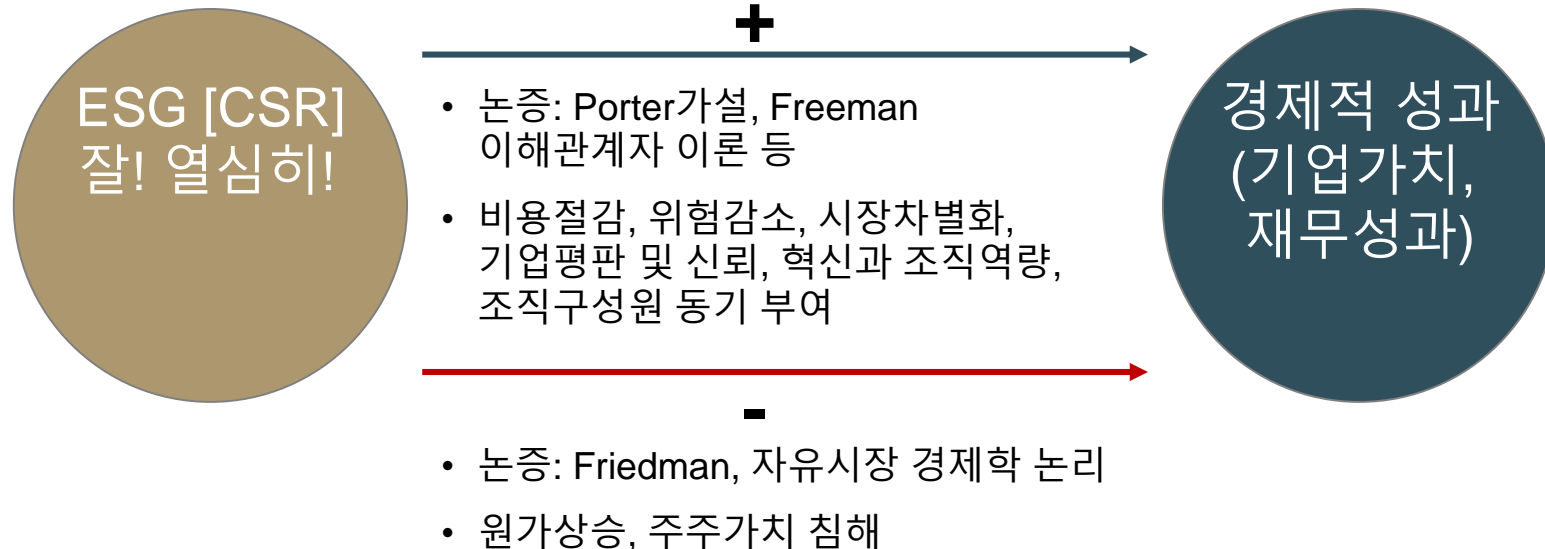 ESG [CSR]
잘! 열심히!
+
• 논증: Porter가설, Freeman
이해관계자 이론 등
• 비용절감, 위험감소, 시장차별화,
기업평판 및 신뢰, 혁신과 조직역량,
조직구성원 동기 부여
-
• 논증: Friedman, 자유시장 경제학 논리
• 원가상승, 주주가치 침해
경제적 성과
(기업가치,
재무성과)